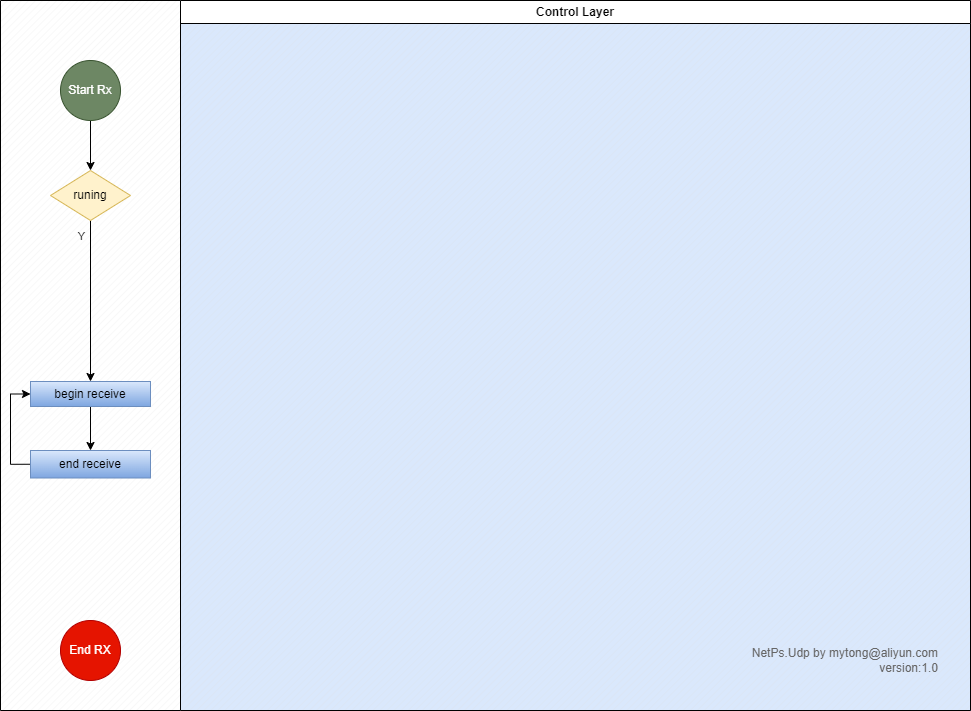 Control Layer
Start Rx
runing
Y
begin receive
end receive
End RX
NetPs.Udp by mytong@aliyun.com
version:1.0